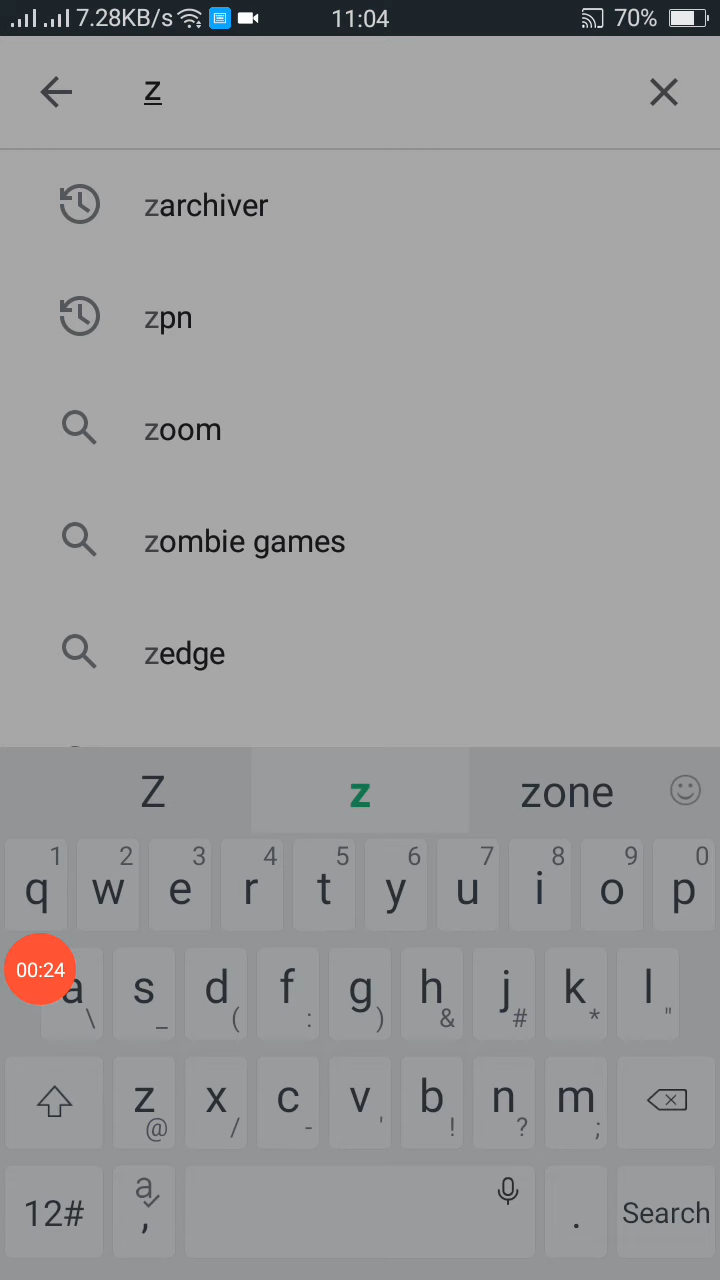 7.28KB/s 11:04 70%
z
zarchiver
zpn
zoom
zombie games
zedge
Z z zone
1 2 3 4 5 6 7 8 9 0
q w e r t y u i o p
00:24 a s d f g h j k l
\ _ ( : ) & # * "
z x c v b n m
@ / - ' ! ? ;
12# a , . Search